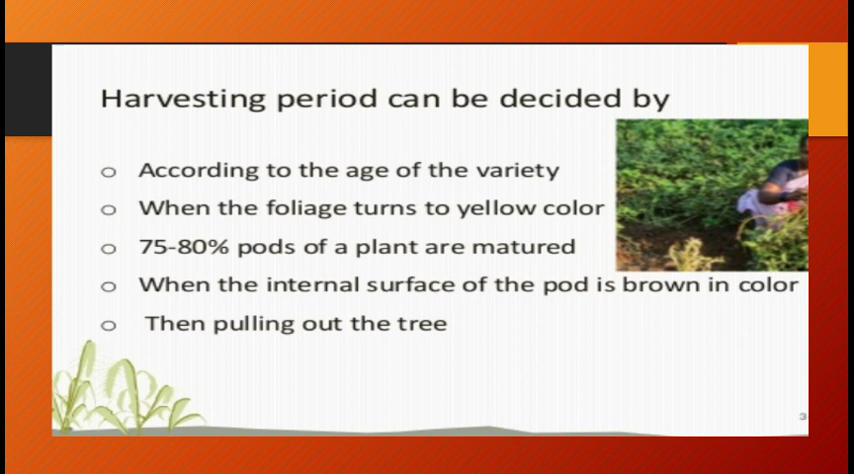 Harvesting period can be decided by
o According to the age of the variety
o When the foliage turns to yellow color
o 75-80% pods of a plant are matured
o When the internal surface of the pod is brown in color
o Then pulling out the tree
3